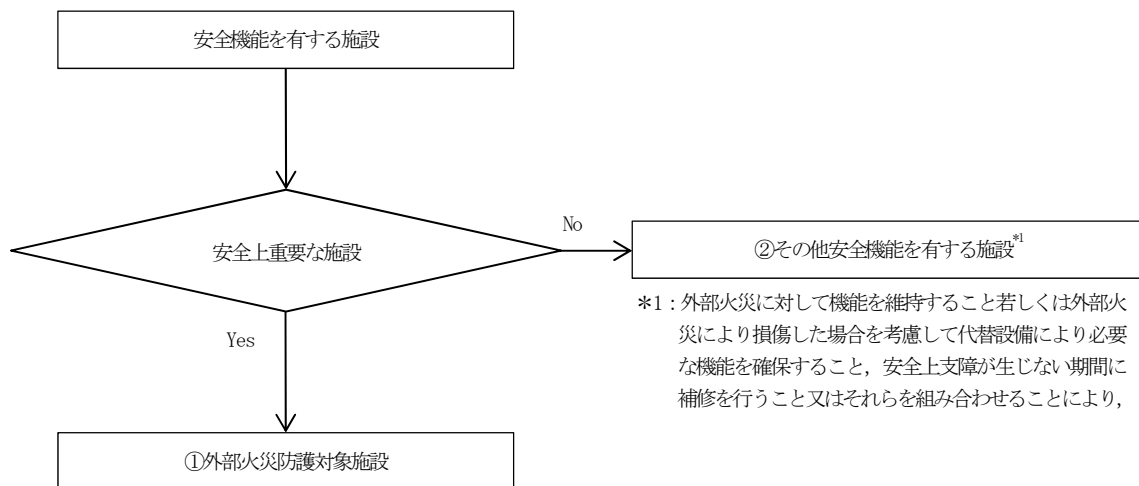 安全機能を有する施設
安全上重要な施設
No
②その他安全機能を有する施設*1
*1：外部火災に対して機能を維持すること若しくは外部火
災により損傷した場合を考慮して代替設備により必要
な機能を確保すること，安全上支障が生じない期間に
補修を行うこと又はそれらを組み合わせることにより，
Yes
①外部火災防護対象施設